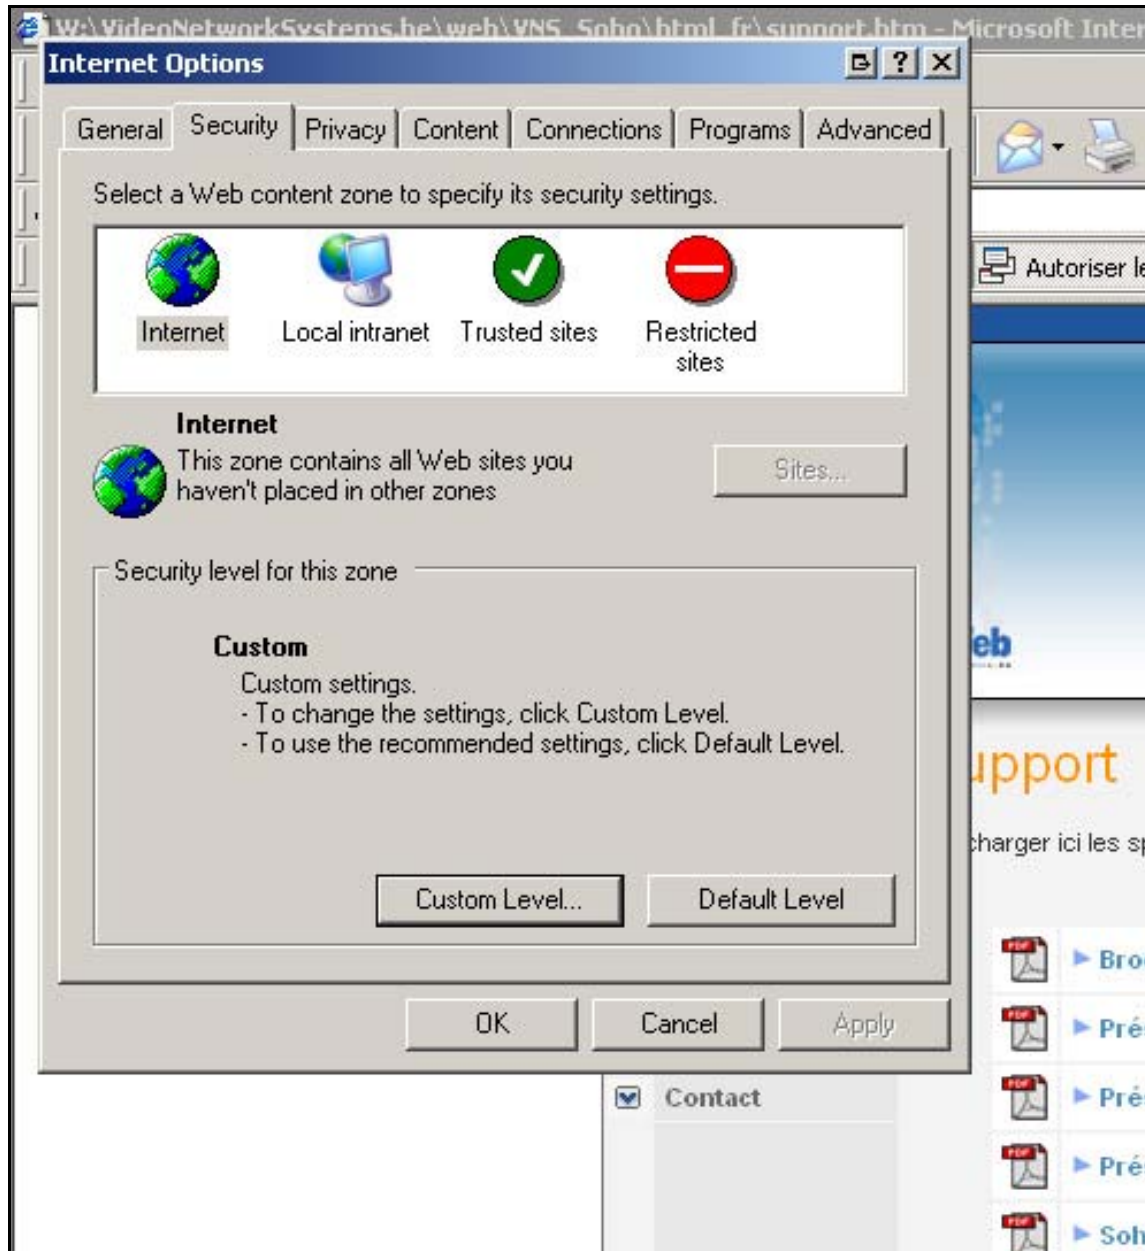 W:\VideoNetworkSystems.be\web\VNS_Soho\html_fr\support.htm - Microsoft Inter
Internet Options
General Security Privacy Content Connections Programs Advanced
Select a Web content zone to specify its security settings.
Autoriser le
Internet Local intranet Trusted sites Restricted
sites
Internet
This zone contains all Web sites you
haven't placed in other zones
Sites...
Security level for this zone
Custom
eb
Custom settings.
- To change the settings, click Custom Level.
- To use the recommended settings, click Default Level.
upport
charger ici les sp
Custom Level... Default Level
Bro
OK Cancel Apply
Pré
Contact
Pré
Pré
Soh